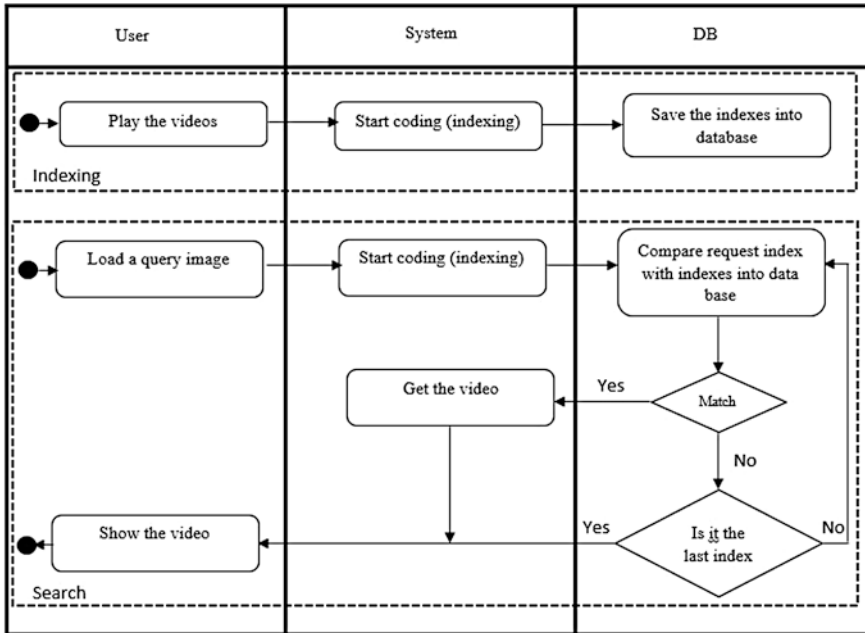 User
System
DB
Play the videos
Start coding (indexing)
Save the indexes into
database
Indexing
Load a query image
Start coding (indexing)
Compare request index
with indexes into data
base
Get the video
Yes
Match
No
Show the video
Yes
Is it the
last index
No
Search